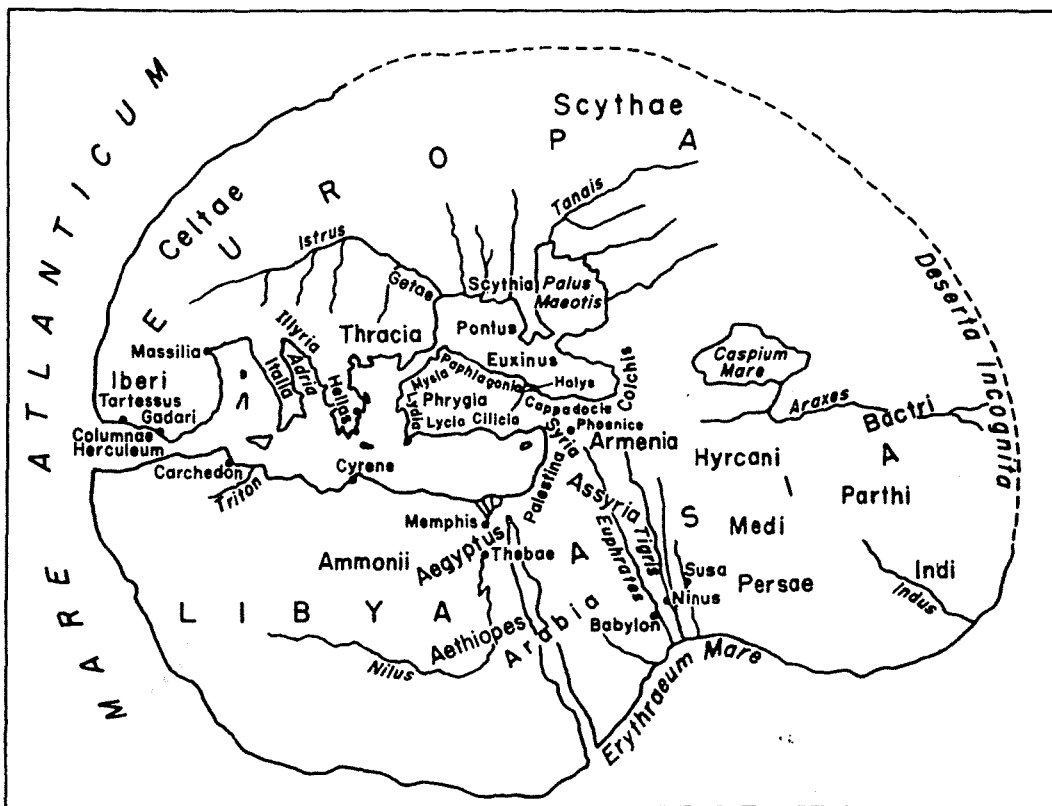 MARE ATLANTICUM
EUROPA
Scythae
Celtae
Tanais
Istrus
Getae
Scythia
Palus
Maeotis
Deserta Incognita
Illyria
Adria
Italia
Thracia
Pontus
Euxinus
Massilia
Iberi
Tartessus
Gadari
Columnae
Herculeum
Hellas
Mysia
Paphlagonia
Halys
Colchis
Caspium
Mare
Phrygia
Lydia
Lycia
Cilicia
Cappadocie
Phoenice
Syria
Armenia
Araxes
Bactri
Carchedon
Triton
Cyrene
Palestina
Hyrcani
ASIA
Parthi
Assyria
Tigris
Euphrates
Medi
Memphis
Aegyptus
Thebae
Ammonii
Susa
Ninus
Persae
Indi
Indus
Babylon
LIBYA
Aethiopes
Arabia
Nilus
Erythraeum Mare